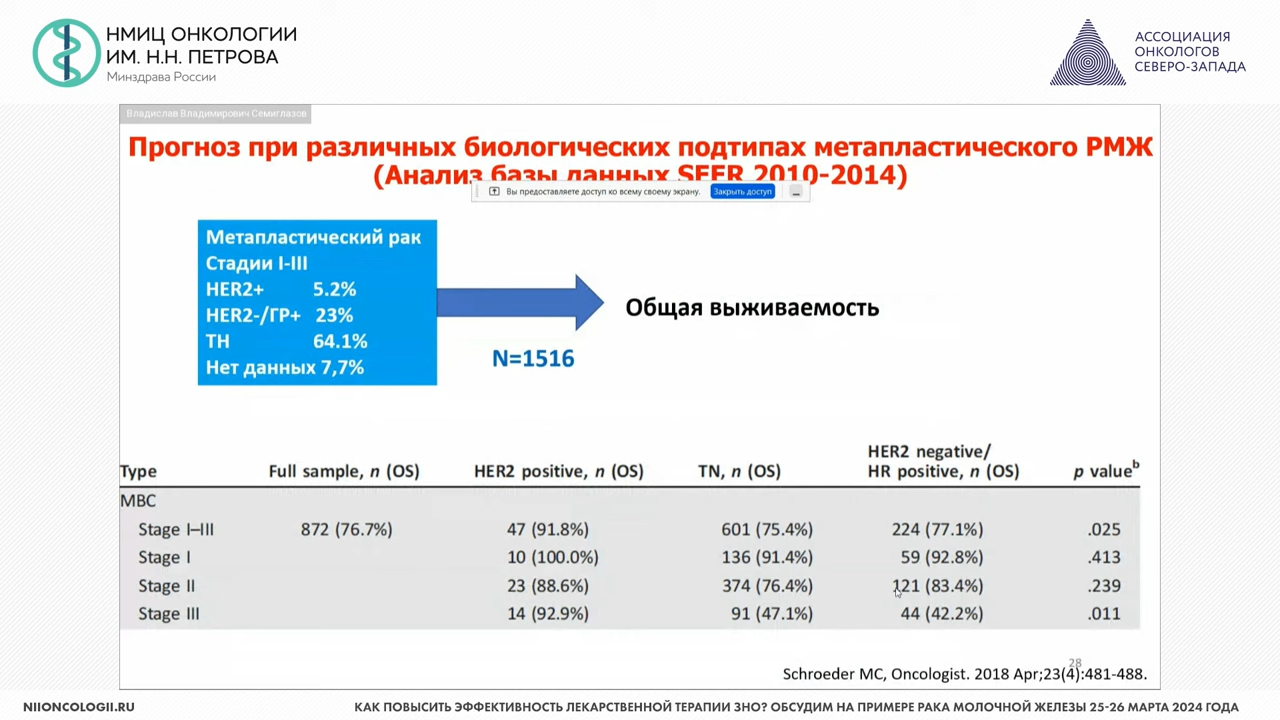 НМИЦ ОНКОЛОГИИ
ИМ. Н.Н. ПЕТРОВА
Минздрава России
АССОЦИАЦИЯ
ОНКОЛОГОВ
СЕВЕРО-ЗАПАДА
Владислав Владимирович Семиглазов
Прогноз при различных биологических подтипах метапластического РМЖ
(Анализ базы данных SEER 2010-2014)
Вы предоставляете доступ ко всему своему экрану. Закрыть доступ
Метапластический рак
Стадии I-III
HER2+ 5.2%
HER2-/ГР+ 23%
ТН 64.1%
Нет данных 7,7%
Общая выживаемость
N=1516
HER2 negative/
Type Full sample, n (OS) HER2 positive, n (OS) TN, n (OS) HR positive, n (OS) p valueb
MBC
Stage I–III 872 (76.7%) 47 (91.8%) 601 (75.4%) 224 (77.1%) .025
Stage I 10 (100.0%) 136 (91.4%) 59 (92.8%) .413
Stage II 23 (88.6%) 374 (76.4%) 121 (83.4%) .239
Stage III 14 (92.9%) 91 (47.1%) 44 (42.2%) .011
28
Schroeder MC, Oncologist. 2018 Apr;23(4):481-488.
NIIONCOLOGII.RU КАК ПОВЫСИТЬ ЭФФЕКТИВНОСТЬ ЛЕКАРСТВЕННОЙ ТЕРАПИИ ЗНО? ОБСУДИМ НА ПРИМЕРЕ РАКА МОЛОЧНОЙ ЖЕЛЕЗЫ 25-26 МАРТА 2024 ГОДА